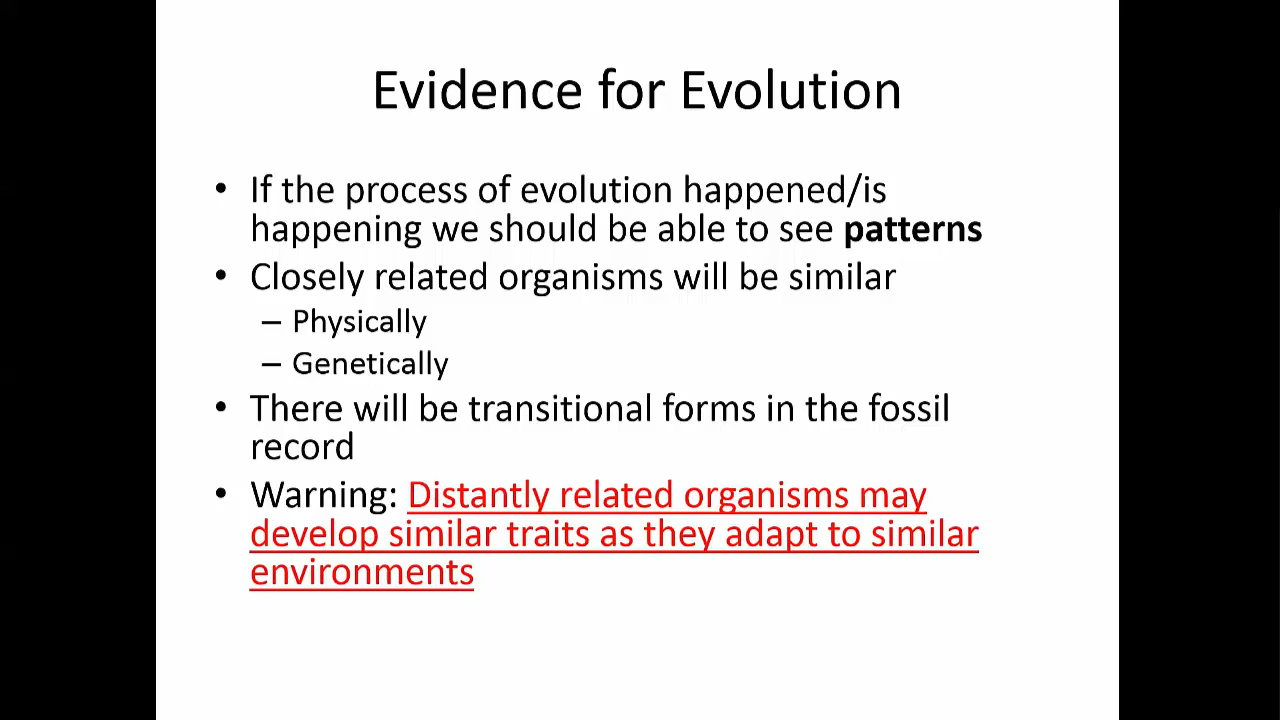 Evidence for Evolution
• If the process of evolution happened/is
happening we should be able to see patterns
• Closely related organisms will be similar
– Physically
– Genetically
• There will be transitional forms in the fossil
record
• Warning: Distantly related organisms may
develop similar traits as they adapt to similar
environments